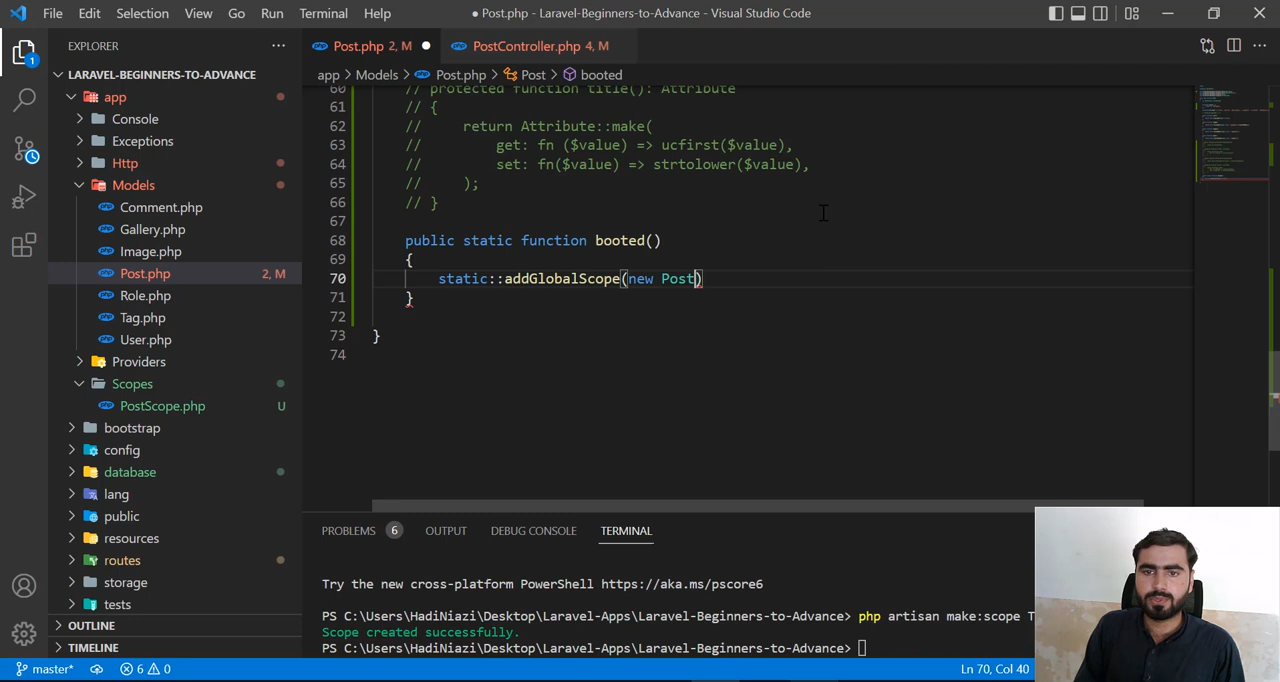 File Edit Selection View Go Run Terminal Help
● Post.php - Laravel-Beginners-to-Advance - Visual Studio Code
EXPLORER
LARAVEL-BEGINNERS-TO-ADVANCE
app
Console
Exceptions
Http
Models
Comment.php
Gallery.php
Image.php
Post.php 2, M
Role.php
Tag.php
User.php
Providers
Scopes
PostScope.php U
bootstrap
config
database
lang
public
resources
routes
storage
tests
OUTLINE
TIMELINE
1
Post.php 2, M ● PostController.php 4, M
app > Models > Post.php > Post > booted
60 // protected function title(): Attribute
61 // {
62 //     return Attribute::make(
63 //         get: fn ($value) => ucfirst($value),
64 //         set: fn($value) => strtolower($value),
65 //     );
66 // }
67
68 public static function booted()
69 {
70     static::addGlobalScope(new Post)
71 }
72
73 }
74
PROBLEMS 6 OUTPUT DEBUG CONSOLE TERMINAL
Try the new cross-platform PowerShell https://aka.ms/pscore6
PS C:\Users\HadiNiazi\Desktop\Laravel-Apps\Laravel-Beginners-to-Advance> php artisan make:scope T
Scope created successfully.
PS C:\Users\HadiNiazi\Desktop\Laravel-Apps\Laravel-Beginners-to-Advance>
master* 6 0 Ln 70, Col 40